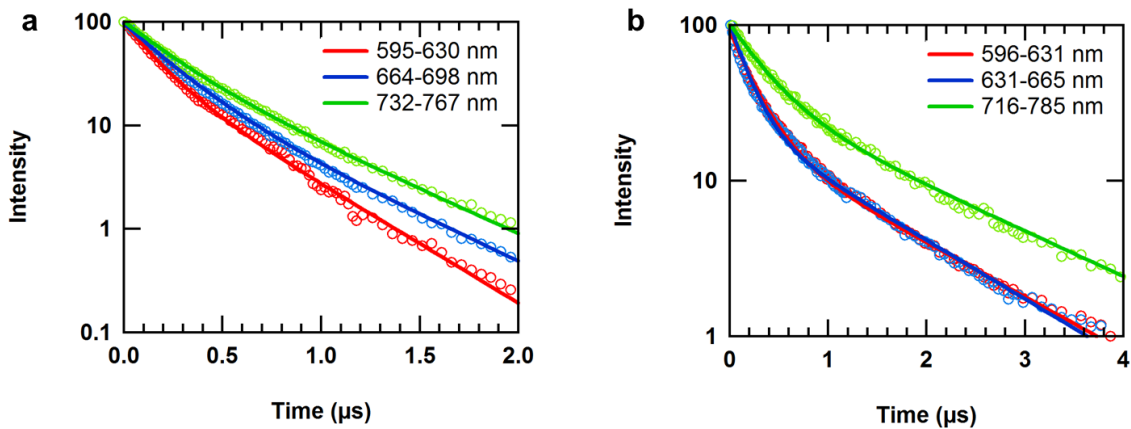 a
100
10
1
0.1
Intensity
595-630 nm
664-698 nm
732-767 nm
0.0
0.5
1.0
1.5
2.0
Time (µs)
b
100
10
1
Intensity
596-631 nm
631-665 nm
716-785 nm
0
1
2
3
4
Time (µs)